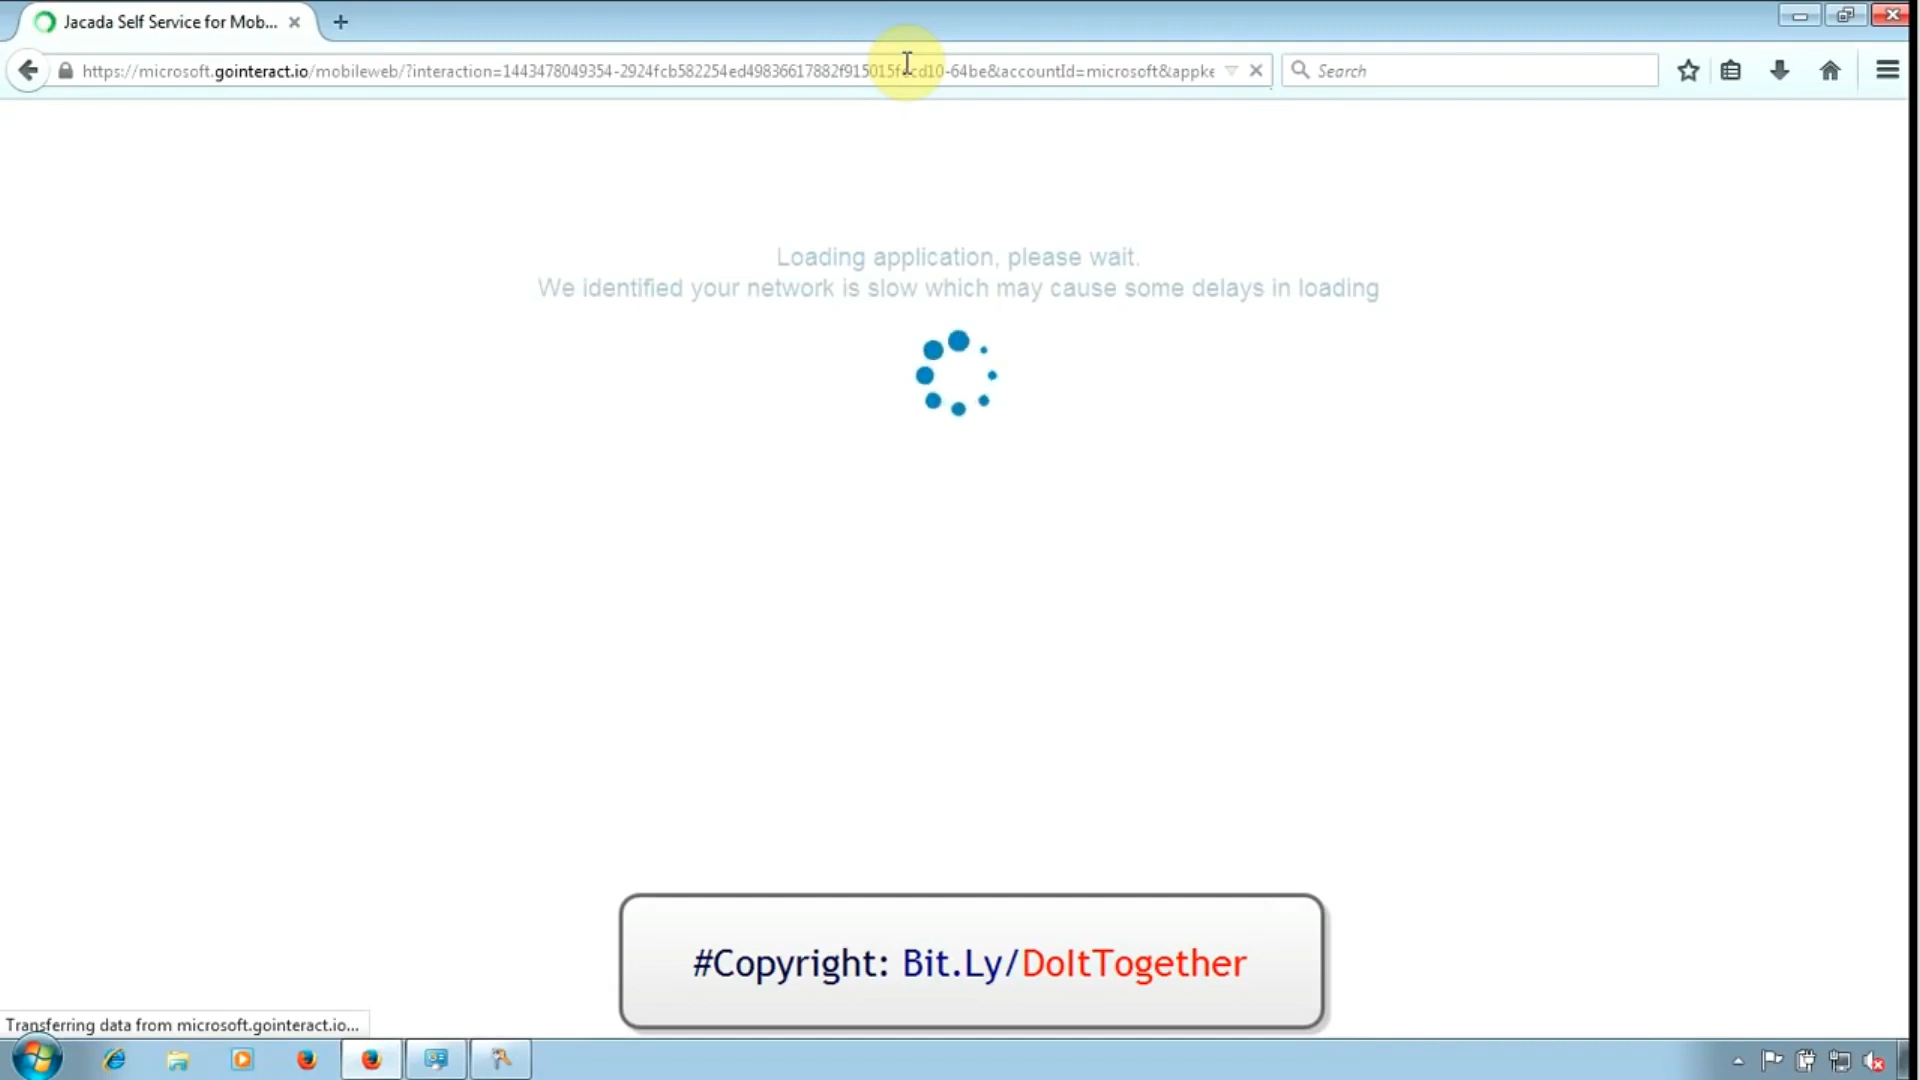 Jacada Self Service for Mob...
https://microsoft.gointeract.io/mobileweb/?interaction=1443478049354-2924fcb582254ed49836617882f915015fecd10-64be&accountId=microsoft&appke
Search
Loading application, please wait.
We identified your network is slow which may cause some delays in loading
#Copyright: Bit.Ly/DoItTogether
Transferring data from microsoft.gointeract.io...